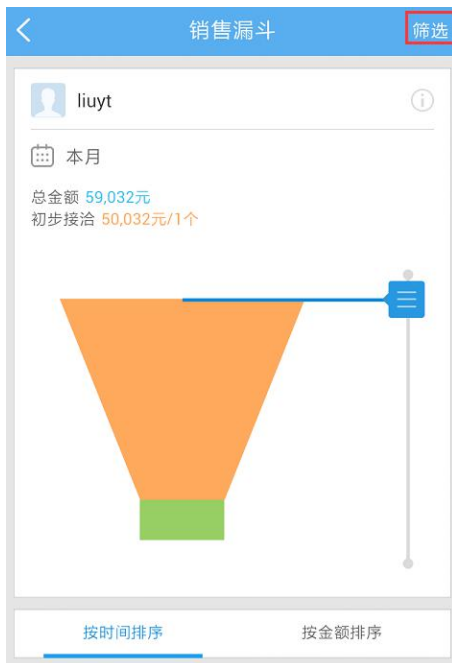 销售漏斗 筛选
liuyt
本月
总金额 59,032元
初步接洽 50,032元/1个
按时间排序 按金额排序